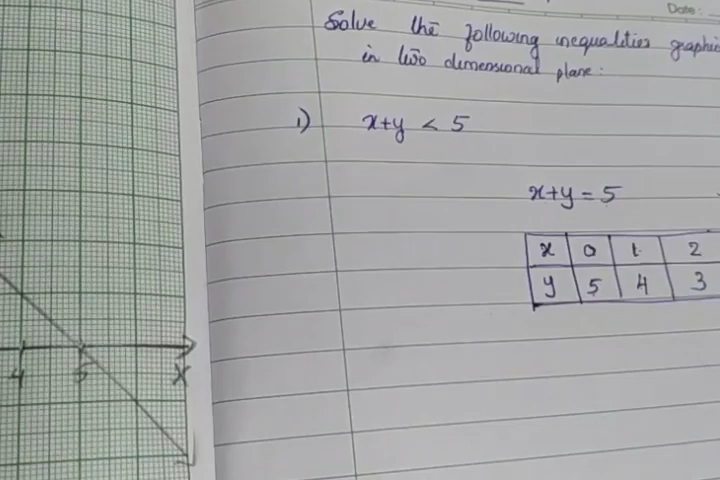 Date:
Solve the following inequalities
in two dimensional plane:
1) x+y < 5
x+y = 5
x 0 1 2
y 5 4 3
4 5 X